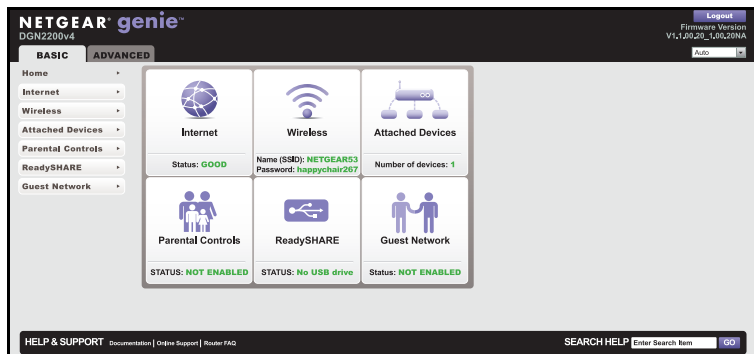 NETGEAR® genie™
DGN2200v4
Logout
Firmware Version
V1.1.00.20_1.00.20NA
BASIC
ADVANCED
Auto
Home
Internet
Wireless
Attached Devices
Parental Controls
ReadySHARE
Guest Network
Internet
Status: GOOD
Wireless
Name (SSID): NETGEAR53
Password: happychair267
Attached Devices
Number of devices: 1
Parental Controls
STATUS: NOT ENABLED
ReadySHARE
STATUS: No USB drive
Guest Network
Status: NOT ENABLED
HELP & SUPPORT Documentation | Online Support | Router FAQ
SEARCH HELP Enter Search Item GO